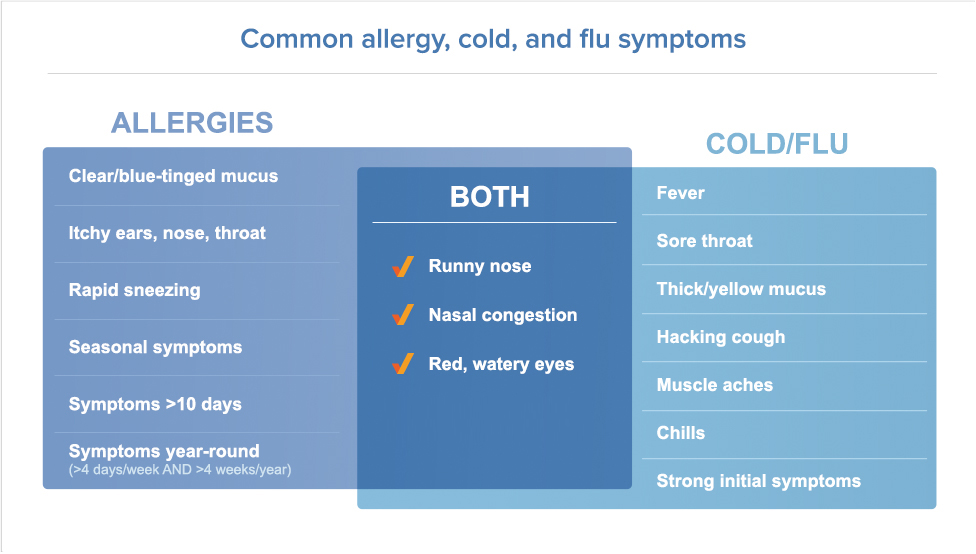 Common allergy, cold, and flu symptoms
ALLERGIES
Clear/blue-tinged mucus
Itchy ears, nose, throat
Rapid sneezing
Seasonal symptoms
Symptoms >10 days
Symptoms year-round
(>4 days/week AND >4 weeks/year)
BOTH
Runny nose
Nasal congestion
Red, watery eyes
COLD/FLU
Fever
Sore throat
Thick/yellow mucus
Hacking cough
Muscle aches
Chills
Strong initial symptoms